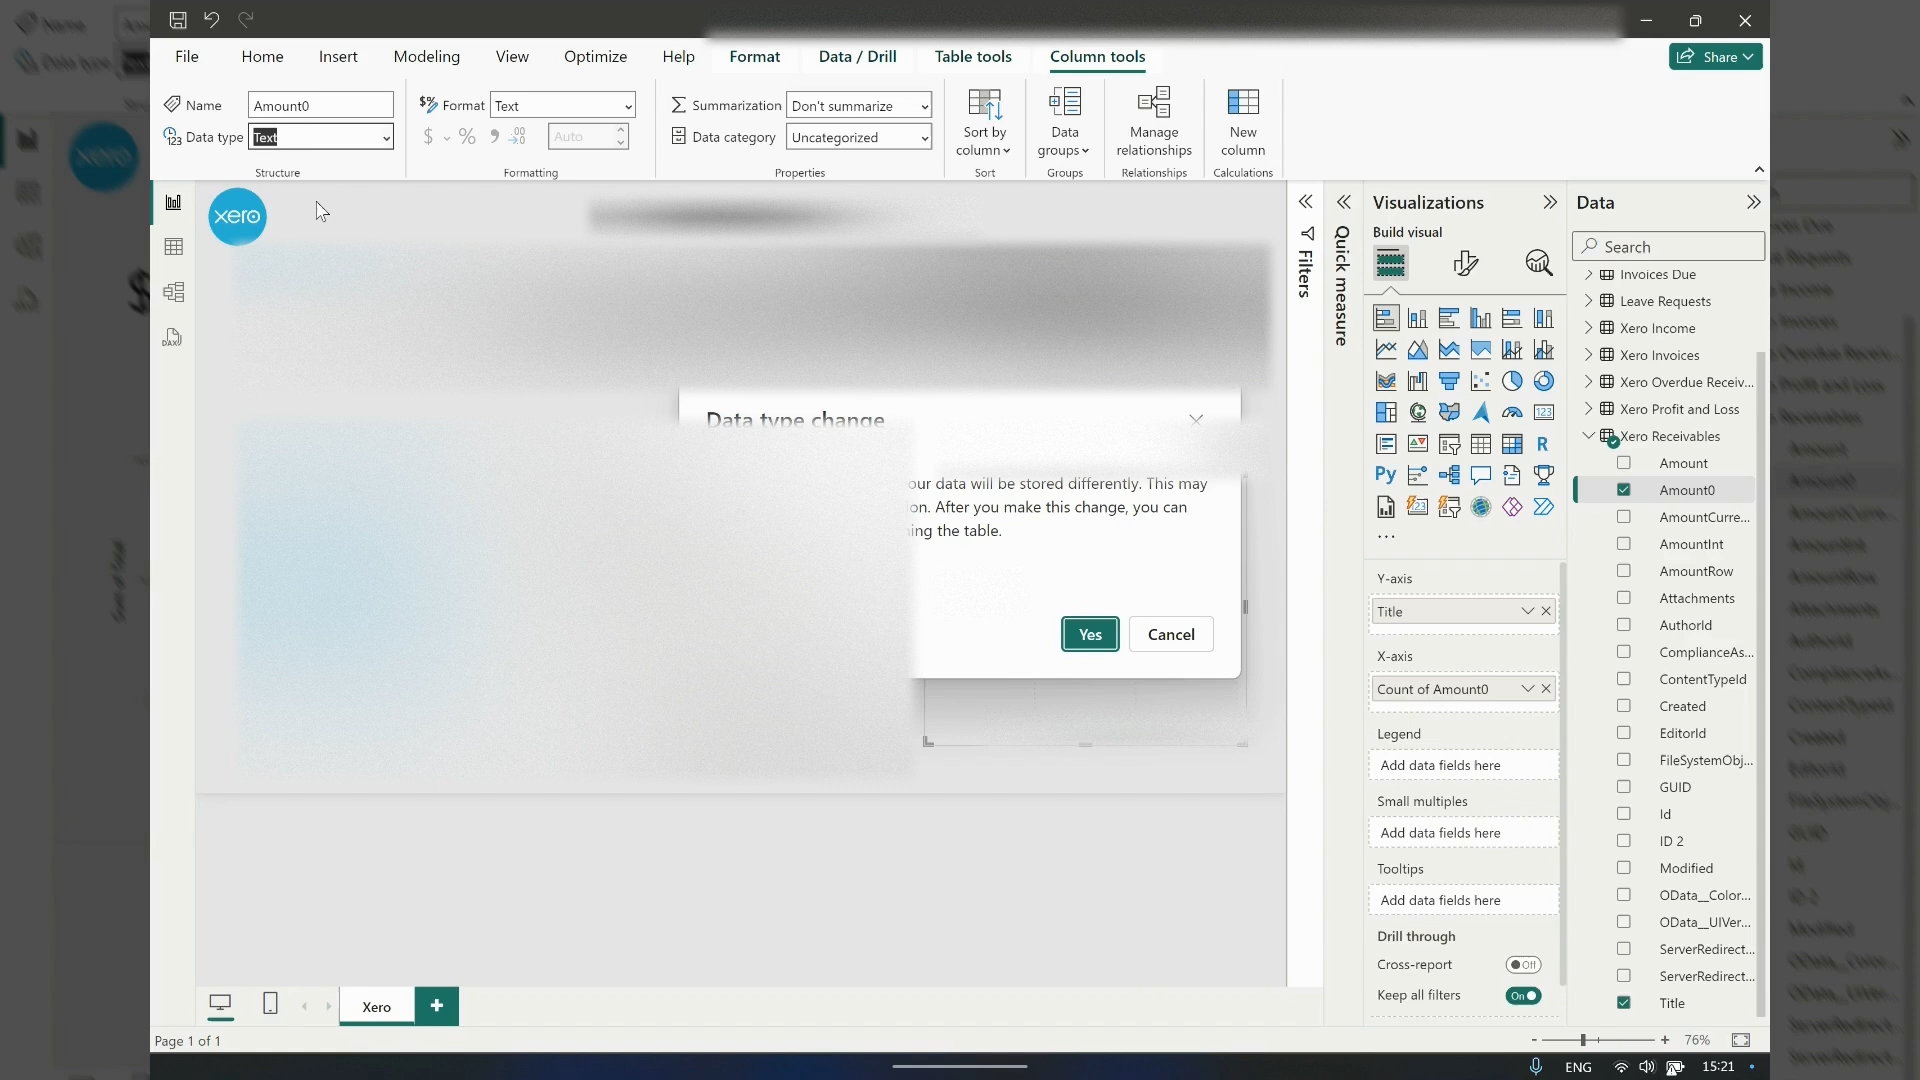 File Home Insert Modeling View Optimize Help Format Data / Drill Table tools Column tools Share
Name Amount0 Format Text Summarization Don't summarize
Data type Text $ % Auto Data category Uncategorized
Sort by column
Data groups
Manage relationships
New column
Structure Formatting Properties Sort Groups Relationships Calculations
xero
Filters
Quick measure
Visualizations
Build visual
Data
Search
Data type change
our data will be stored differently. This may
on. After you make this change, you can
ing the table.
Yes Cancel
Y-axis
Title
X-axis
Count of Amount0
Legend
Add data fields here
Small multiples
Add data fields here
Tooltips
Add data fields here
Drill through
Cross-report Off
Keep all filters On
Invoices Due
Leave Requests
Xero Income
Xero Invoices
Xero Overdue Receiv...
Xero Profit and Loss
Xero Receivables
Amount
Amount0
AmountCurre...
AmountInt
AmountRow
Attachments
AuthorId
ComplianceAs...
ContentTypeId
Created
EditorId
FileSystemObj...
GUID
Id
ID 2
Modified
OData__Color...
OData__UIVer...
ServerRedirect...
ServerRedirect...
Title
Xero
Page 1 of 1
76%
ENG 15:21